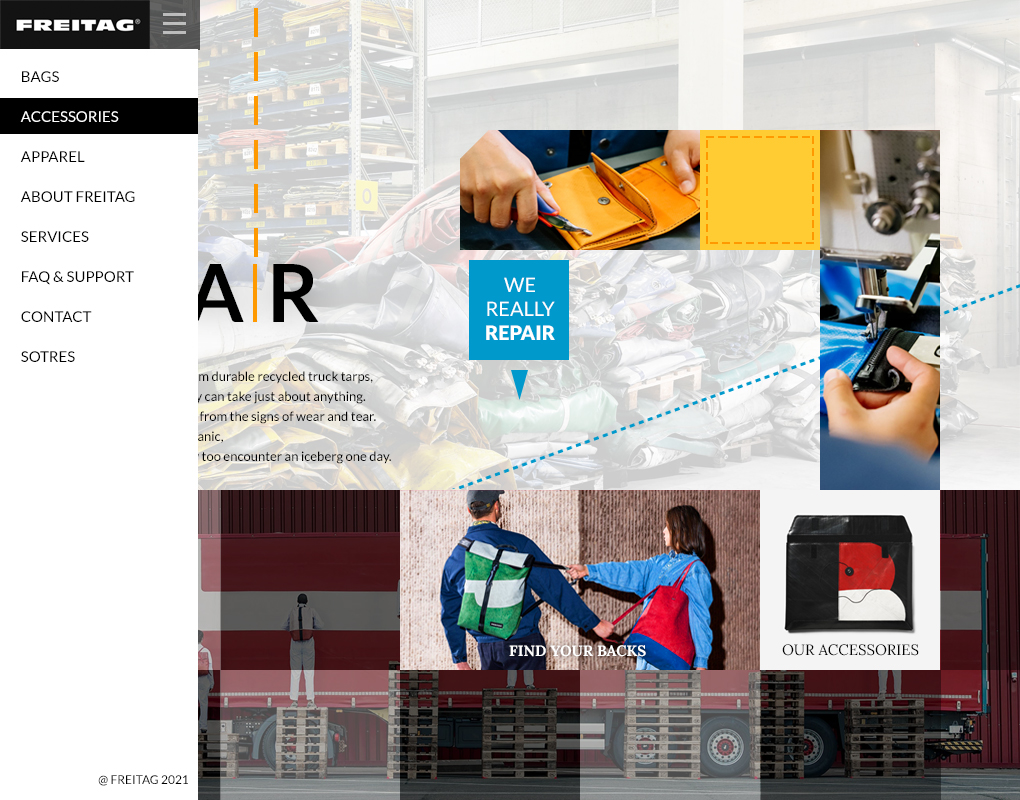 FREITAG®
BAGS
ACCESSORIES
APPAREL
ABOUT FREITAG
SERVICES
FAQ & SUPPORT
CONTACT
SOTRES
@ FREITAG 2021
0
AIR
m durable recycled truck tarps,
y can take just about anything.
from the signs of wear and tear.
anic,
too encounter an iceberg one day.
WE
REALLY
REPAIR
FIND YOUR BACKS
OUR ACCESSORIES